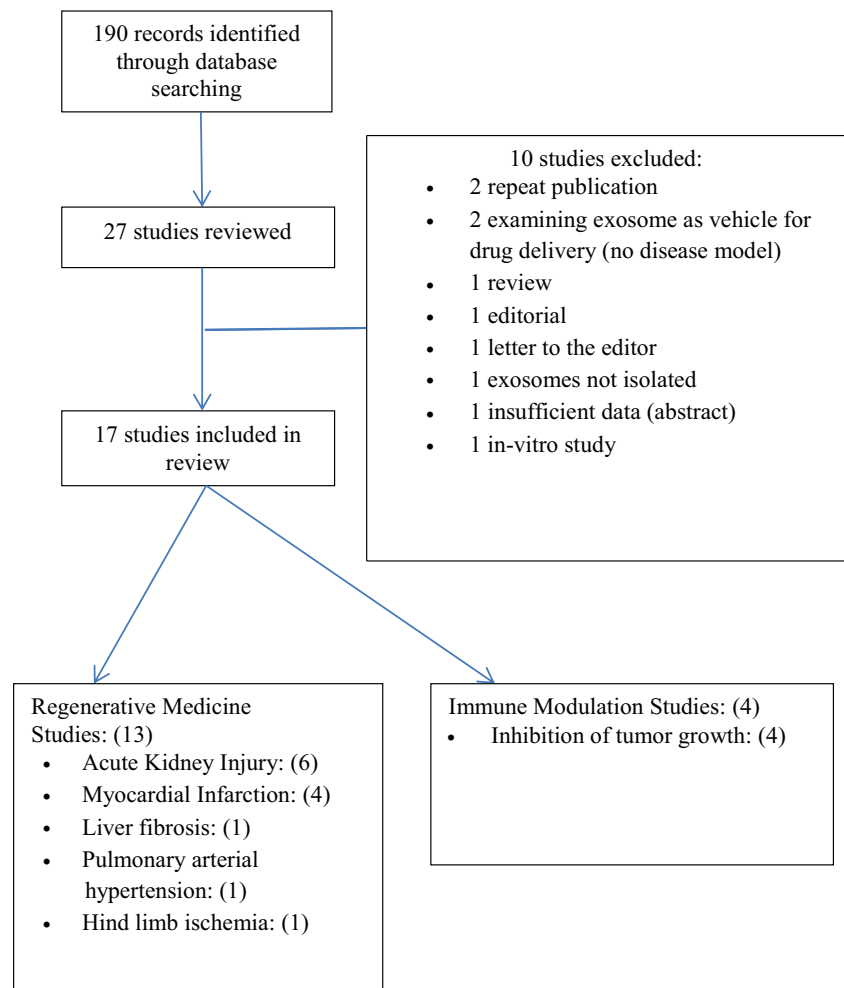 190 records identified
through database
searching
10 studies excluded:
• 2 repeat publication
• 2 examining exosome as vehicle for
drug delivery (no disease model)
• 1 review
• 1 editorial
• 1 letter to the editor
• 1 exosomes not isolated
• 1 insufficient data (abstract)
• 1 in-vitro study
27 studies reviewed
17 studies included in
review
Regenerative Medicine
Studies: (13)
• Acute Kidney Injury: (6)
• Myocardial Infarction: (4)
• Liver fibrosis: (1)
• Pulmonary arterial
hypertension: (1)
• Hind limb ischemia: (1)
Immune Modulation Studies: (4)
• Inhibition of tumor growth: (4)